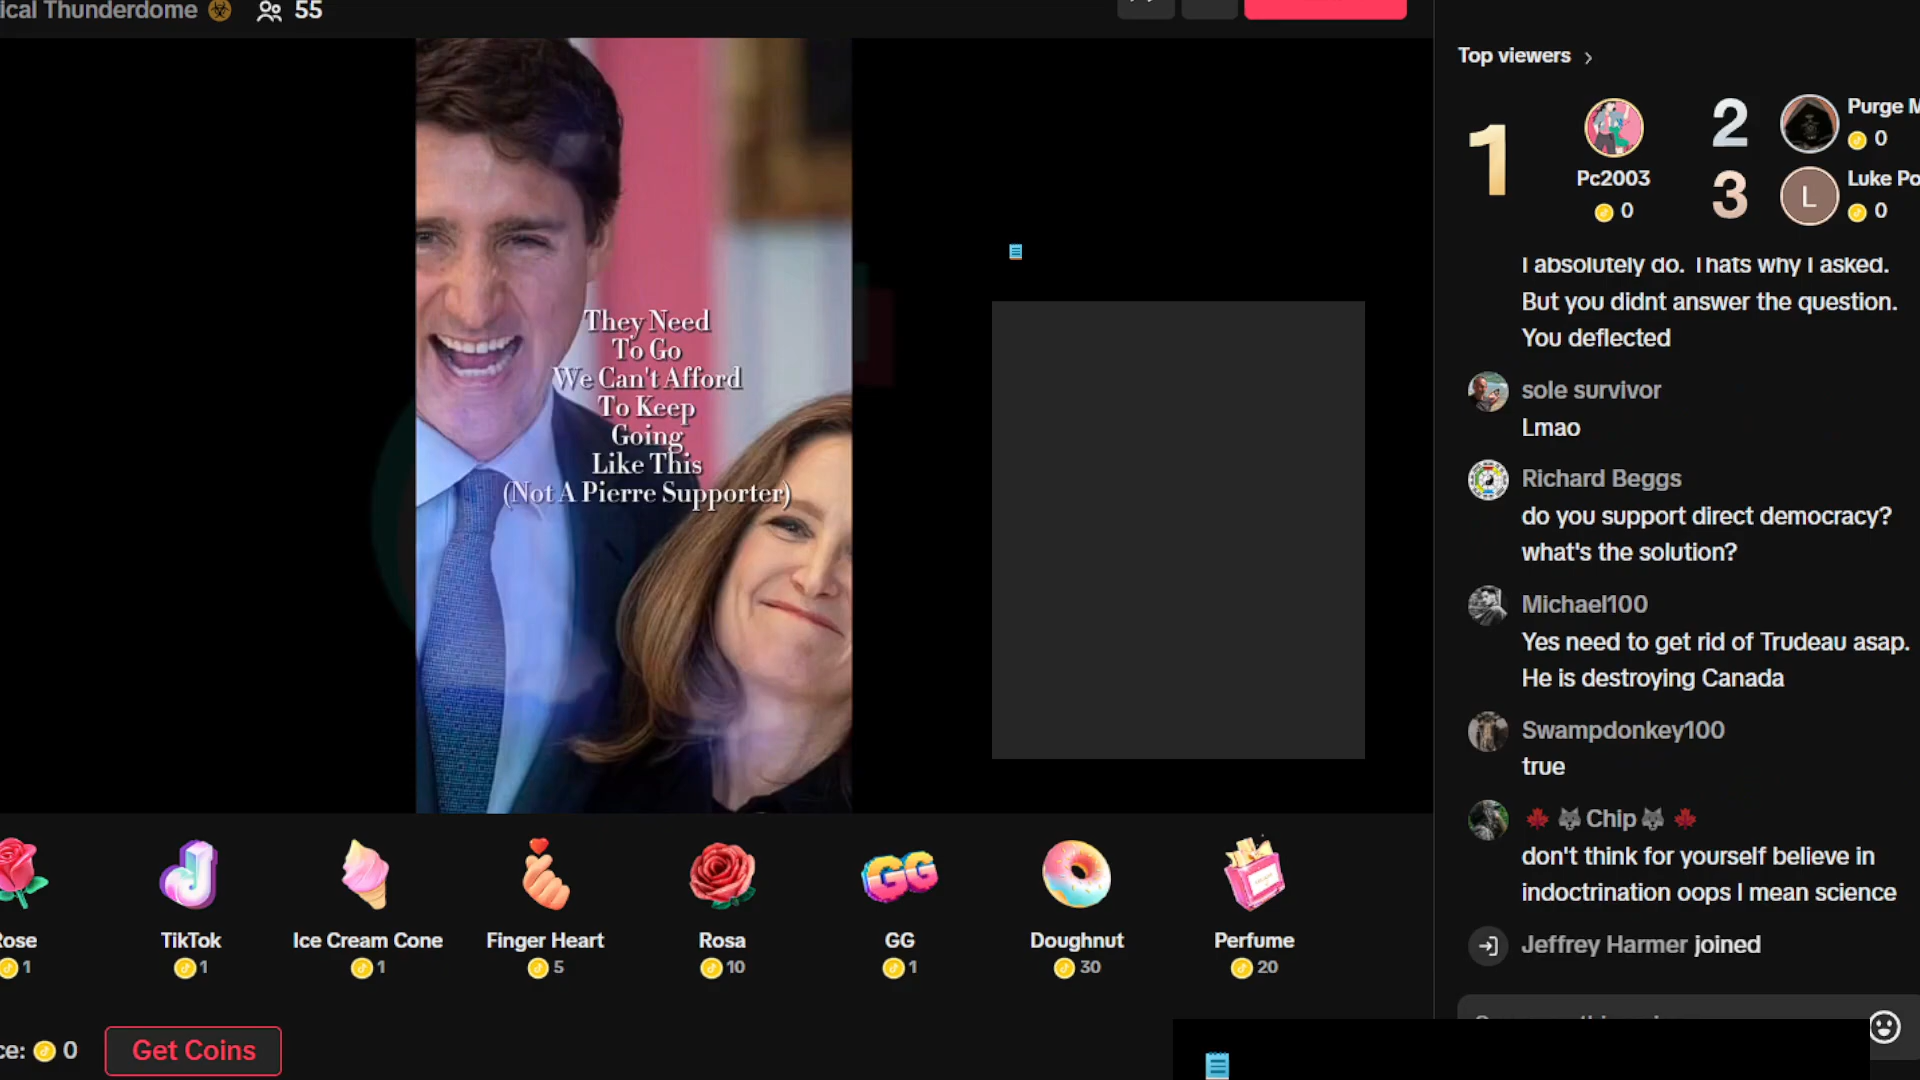 ical Thunderdome 55
They Need
To Go
We Can't Afford
To Keep
Going
Like This
(Not A Pierre Supporter)
Top viewers >
1
Pc2003
0
2
Purge M
0
3
L
Luke Po
0
I absolutely do. Thats why I asked.
But you didnt answer the question.
You deflected
sole survivor
Lmao
Richard Beggs
do you support direct democracy?
what's the solution?
Michael100
Yes need to get rid of Trudeau asap.
He is destroying Canada
Swampdonkey100
true
Chip
don't think for yourself believe in
indoctrination oops I mean science
Jeffrey Harmer joined
GG
Rose TikTok Ice Cream Cone Finger Heart Rosa GG Doughnut Perfume
1 1 1 5 10 1 30 20
ce: 0 Get Coins